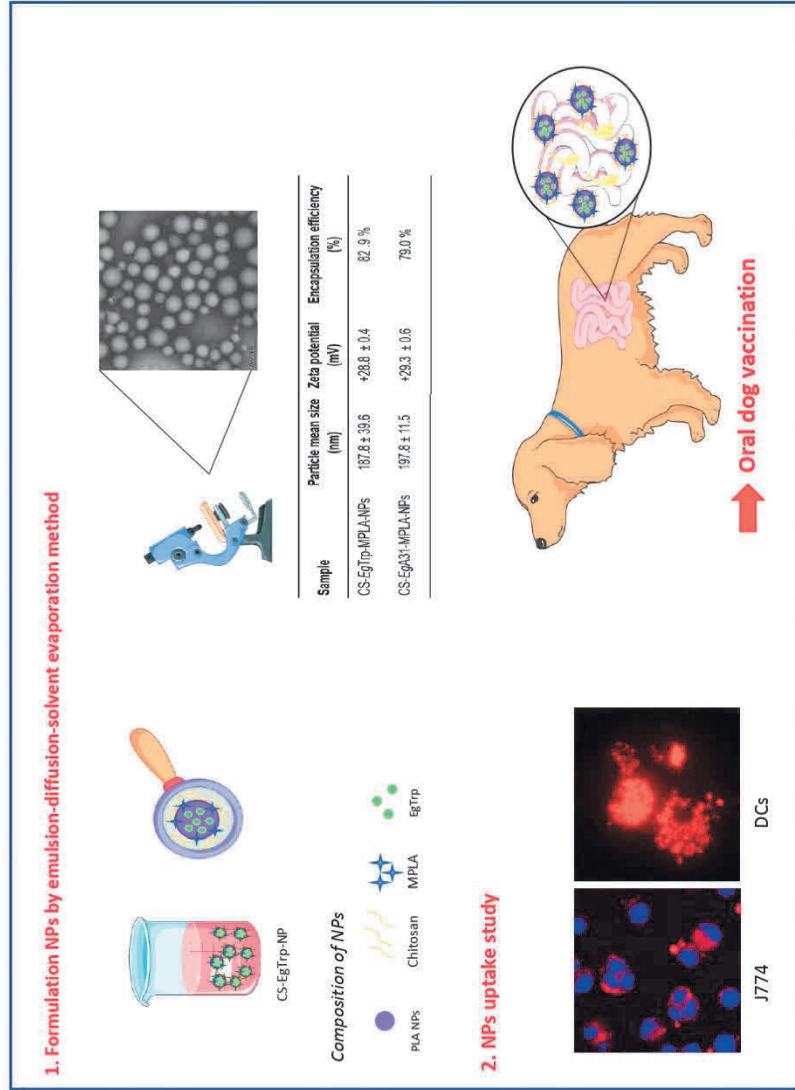 1. Formulation NPs by emulsion-diffusion-solvent evaporation method
CS-EgTrp-NP
Composition of NPs
PLA NPs
Chitosan
MPLA
EgTrp
Sample Particle mean size (nm) Zeta potential (mV) Encapsulation efficiency (%)
CS-EgTrp-MPLA-NPs 187.8 ± 39.6 +28.8 ± 0.4 82 .9 %
CS-EgA31-MPLA-NPs 197.8 ± 11.5 +29.3 ± 0.6 79.0 %
2. NPs uptake study
J774
DCs
Oral dog vaccination